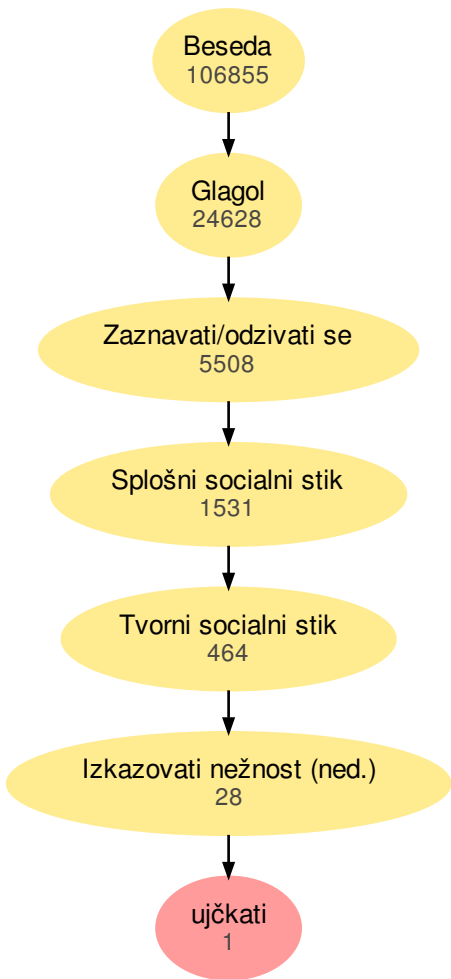 Beseda
106855
Glagol
24628
Zaznavati/odzivati se
5508
Splošni socialni stik
1531
Tvorni socialni stik
464
Izkazovati nežnost (ned.)
28
ujčkati
1